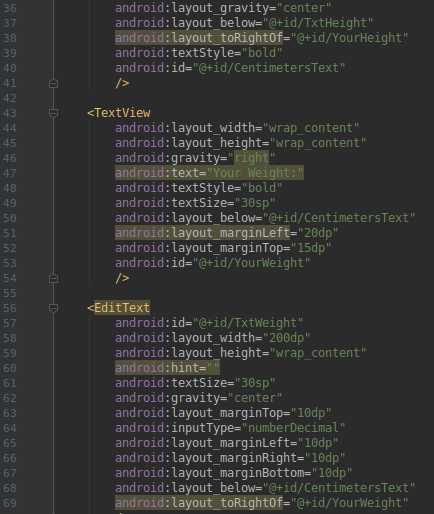 36 android:layout_gravity="center"
37 android:layout_below="@+id/TxtHeight"
38 android:layout_toRightOf="@+id/YourHeight"
39 android:textStyle="bold"
40 android:id="@+id/CentimetersText"
41 />
42
43 <TextView
44 android:layout_width="wrap_content"
45 android:layout_height="wrap_content"
46 android:gravity="right"
47 android:text="Your Weight:"
48 android:textStyle="bold"
49 android:textSize="30sp"
50 android:layout_below="@+id/CentimetersText"
51 android:layout_marginLeft="20dp"
52 android:layout_marginTop="15dp"
53 android:id="@+id/YourWeight"
54 />
55
56 <EditText
57 android:id="@+id/TxtWeight"
58 android:layout_width="200dp"
59 android:layout_height="wrap_content"
60 android:hint=""
61 android:textSize="30sp"
62 android:gravity="center"
63 android:layout_marginTop="10dp"
64 android:inputType="numberDecimal"
65 android:layout_marginLeft="10dp"
66 android:layout_marginRight="10dp"
67 android:layout_marginBottom="10dp"
68 android:layout_below="@+id/CentimetersText"
69 android:layout_toRightOf="@+id/YourWeight"